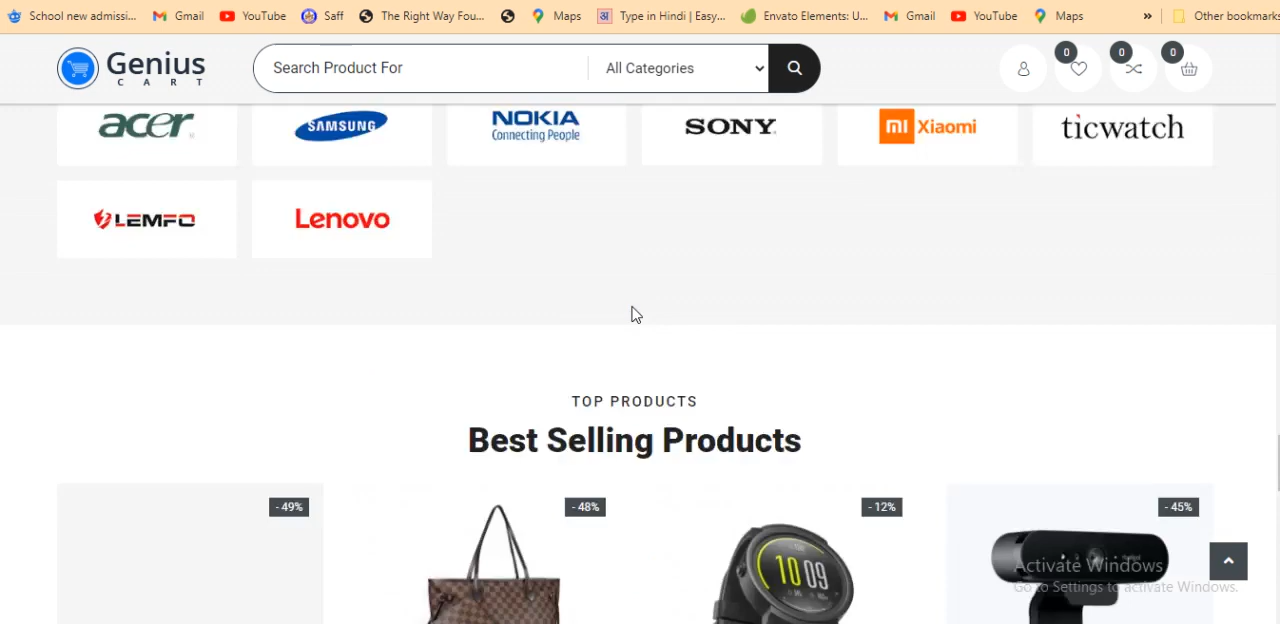 School new admissi...
Gmail
YouTube
Saff
The Right Way Fou...
Maps
अ
Type in Hindi | Easy...
Envato Elements: U...
Gmail
YouTube
Maps
»
Other bookmarks
Genius
CART
Search Product For
All Categories
0
0
0
acer
SAMSUNG
NOKIA
Connecting People
SONY
mi
Xiaomi
ticwatch
LEMFO
Lenovo
TOP PRODUCTS
Best Selling Products
- 49%
- 48%
- 12%
- 45%
10 09
Activate Windows
Go to Settings to activate Windows.